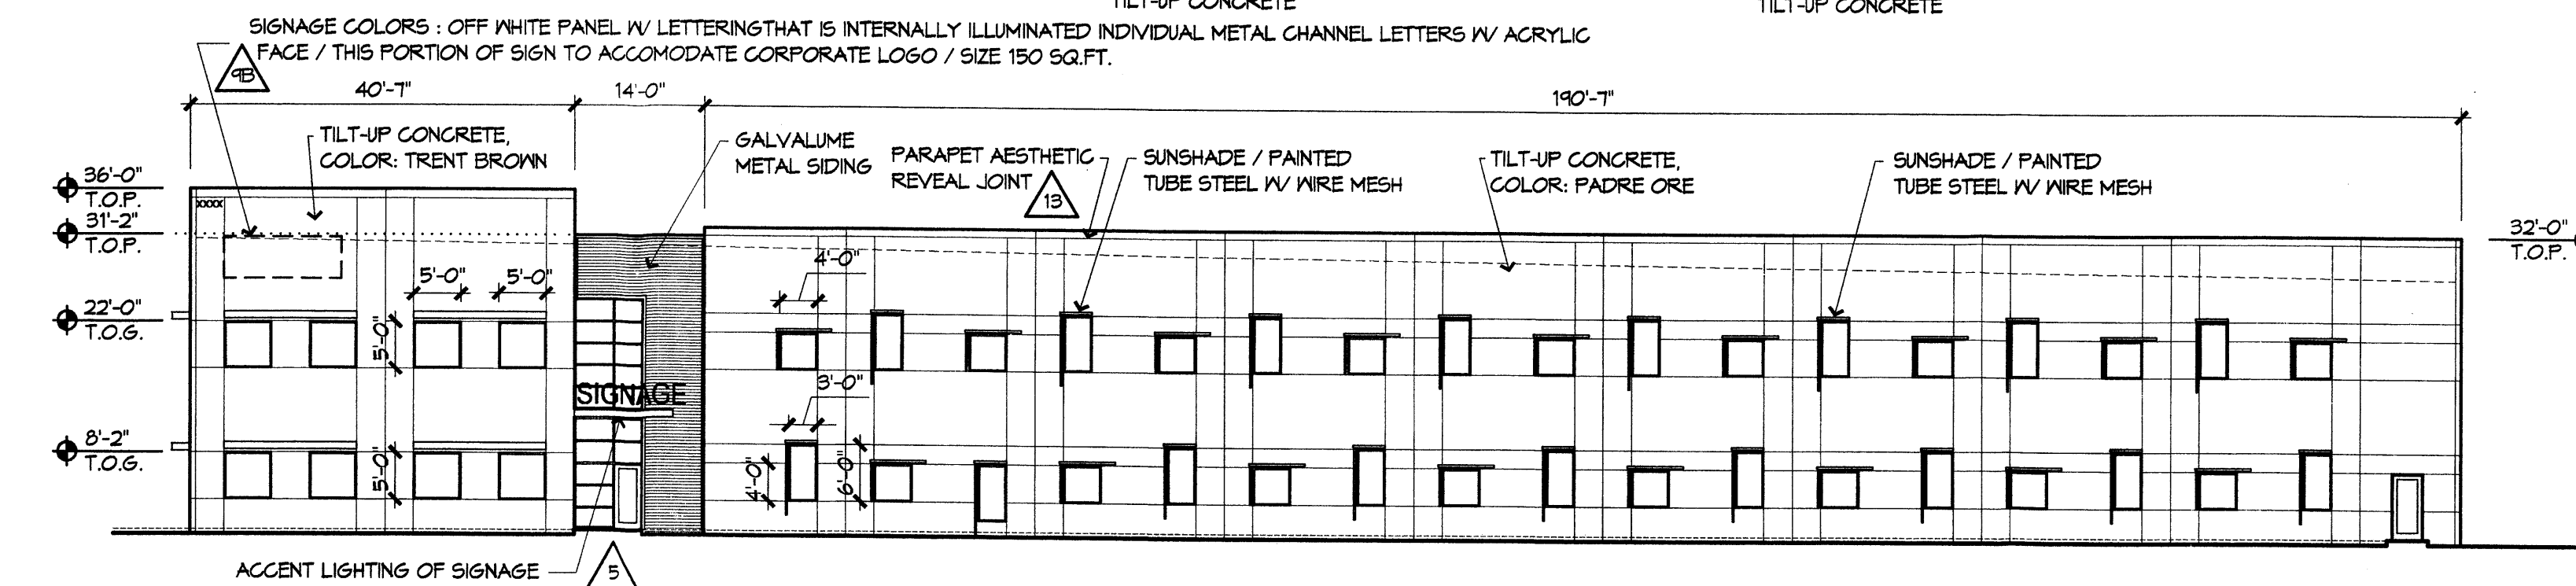 TILT-UP CONCRETE
TILT-UP CONCRETE
SIGNAGE COLORS : OFF WHITE PANEL W/ LETTERINGTHAT IS INTERNALLY ILLUMINATED INDIVIDUAL METAL CHANNEL LETTERS W/ ACRYLIC
FACE / THIS PORTION OF SIGN TO ACCOMODATE CORPORATE LOGO / SIZE 150 SQ.FT.
9B
40'-7"
14'-0"
190'-7"
TILT-UP CONCRETE,
COLOR: TRENT BROWN
GALVALUME
METAL SIDING
PARAPET AESTHETIC
REVEAL JOINT
13
SUNSHADE / PAINTED
TUBE STEEL W/ WIRE MESH
TILT-UP CONCRETE,
COLOR: PADRE ORE
SUNSHADE / PAINTED
TUBE STEEL W/ WIRE MESH
36'-0"
T.O.P.
XXXX
31'-2"
T.O.P.
32'-0"
T.O.P.
4'-0"
5'-0"
5'-0"
22'-0"
T.O.G.
5'-0"
SIGNAGE
3'-0"
8'-2"
T.O.G.
5'-0"
4'-0"
6'-0"
ACCENT LIGHTING OF SIGNAGE
5